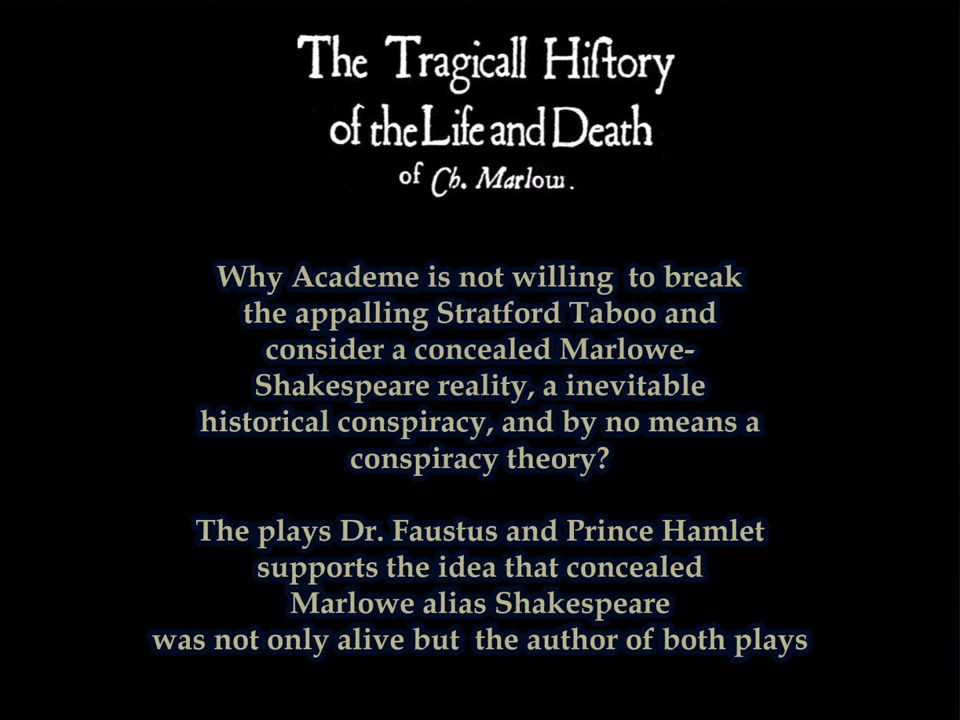 The Tragicall Hiſtory
of the Life and Death
of Ch. Marlow.
Why Academe is not willing to break
the appalling Stratford Taboo and
consider a concealed Marlowe-
Shakespeare reality, a inevitable
historical conspiracy, and by no means a
conspiracy theory?
The plays Dr. Faustus and Prince Hamlet
supports the idea that concealed
Marlowe alias Shakespeare
was not only alive but the author of both plays